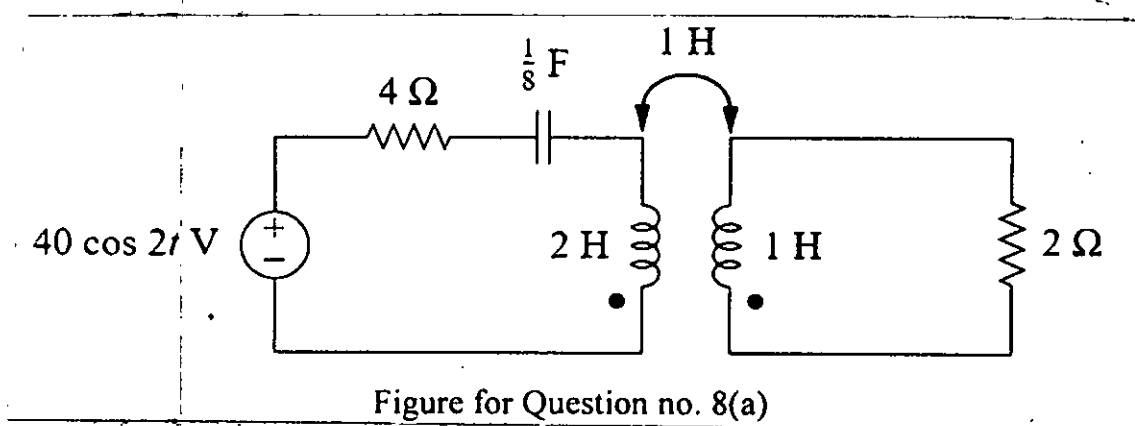 1 H
1/8 F
4 Ω
40 cos 2t V
+
−
2 H
1 H
2 Ω
Figure for Question no. 8(a)